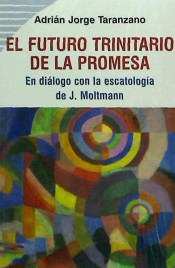 Adrián Jorge Taranzano
EL FUTURO TRINITARIO
DE LA PROMESA
En diálogo con la escatología
de J. Moltmann